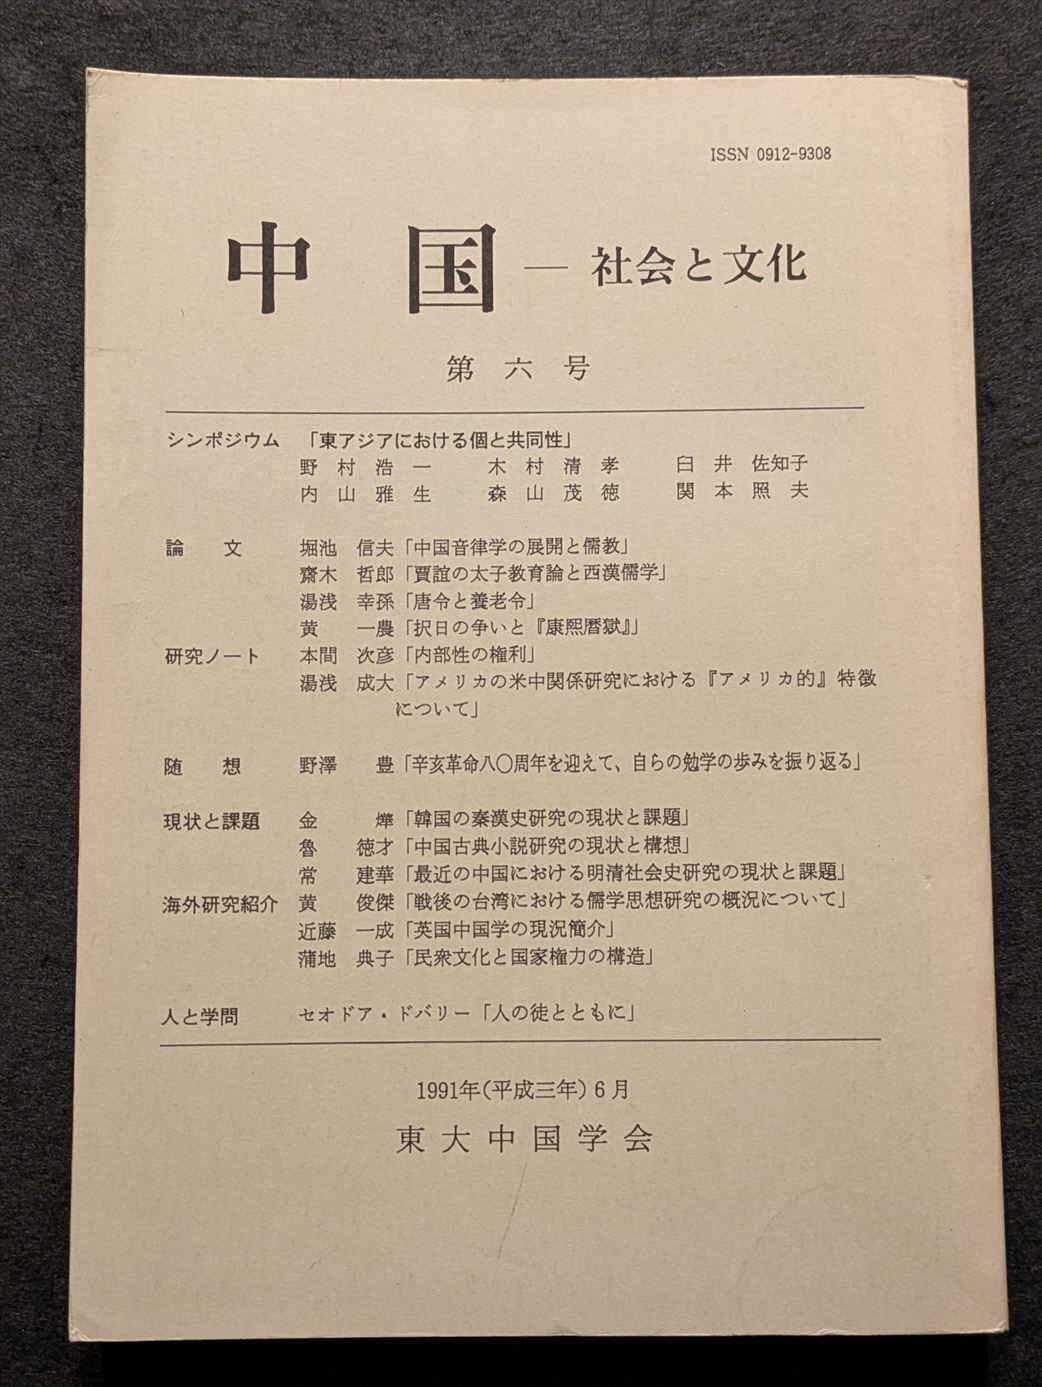 ISSN 0912-9308
中国―社会と文化
第六号
シンポジウム 「東アジアにおける個と共同性」
野村浩一 木村清孝 臼井佐知子
内山雅生 森山茂徳 関本照夫
論文 堀池 信夫「中国音律学の展開と儒教」
齋木 哲郎「賈誼の太子教育論と西漢儒学」
湯浅 幸孫「唐令と養老令」
黄 一農「択日の争いと『康熙暦獄』」
研究ノート 本間 次彦「内部性の権利」
湯浅 成大「アメリカの米中関係研究における『アメリカ的』特徴
について」
随想 野澤 豊「辛亥革命八〇周年を迎えて、自らの勉学の歩みを振り返る」
現状と課題 金 燁「韓国の秦漢史研究の現状と課題」
魯 徳才「中国古典小説研究の現状と構想」
常 建華「最近の中国における明清社会史研究の現状と課題」
海外研究紹介 黄 俊傑「戦後の台湾における儒学思想研究の概況について」
近藤 一成「英国中国学の現況簡介」
蒲地 典子「民衆文化と国家権力の構造」
人と学問 セオドア・ドバリー「人の徒とともに」
1991年(平成三年)6月
東大中国学会